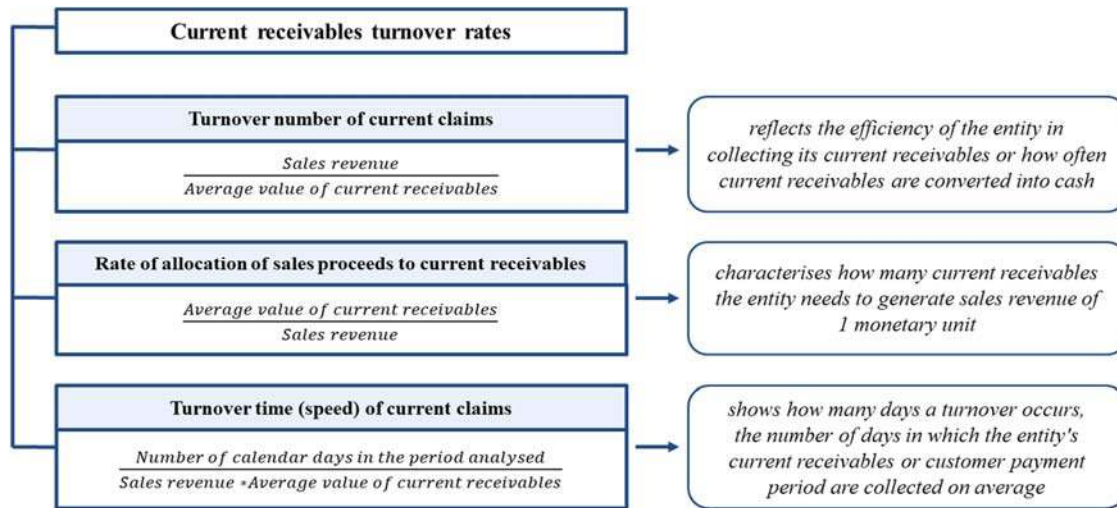 Current receivables turnover rates
Turnover number of current claims
Sales revenue
Average value of current receivables
reflects the efficiency of the entity in
collecting its current receivables or how often
current receivables are converted into cash
Rate of allocation of sales proceeds to current receivables
Average value of current receivables
Sales revenue
characterises how many current receivables
the entity needs to generate sales revenue of
1 monetary unit
Turnover time (speed) of current claims
Number of calendar days in the period analysed
Sales revenue *Average value of current receivables
shows how many days a turnover occurs,
the number of days in which the entity's
current receivables or customer payment
period are collected on average